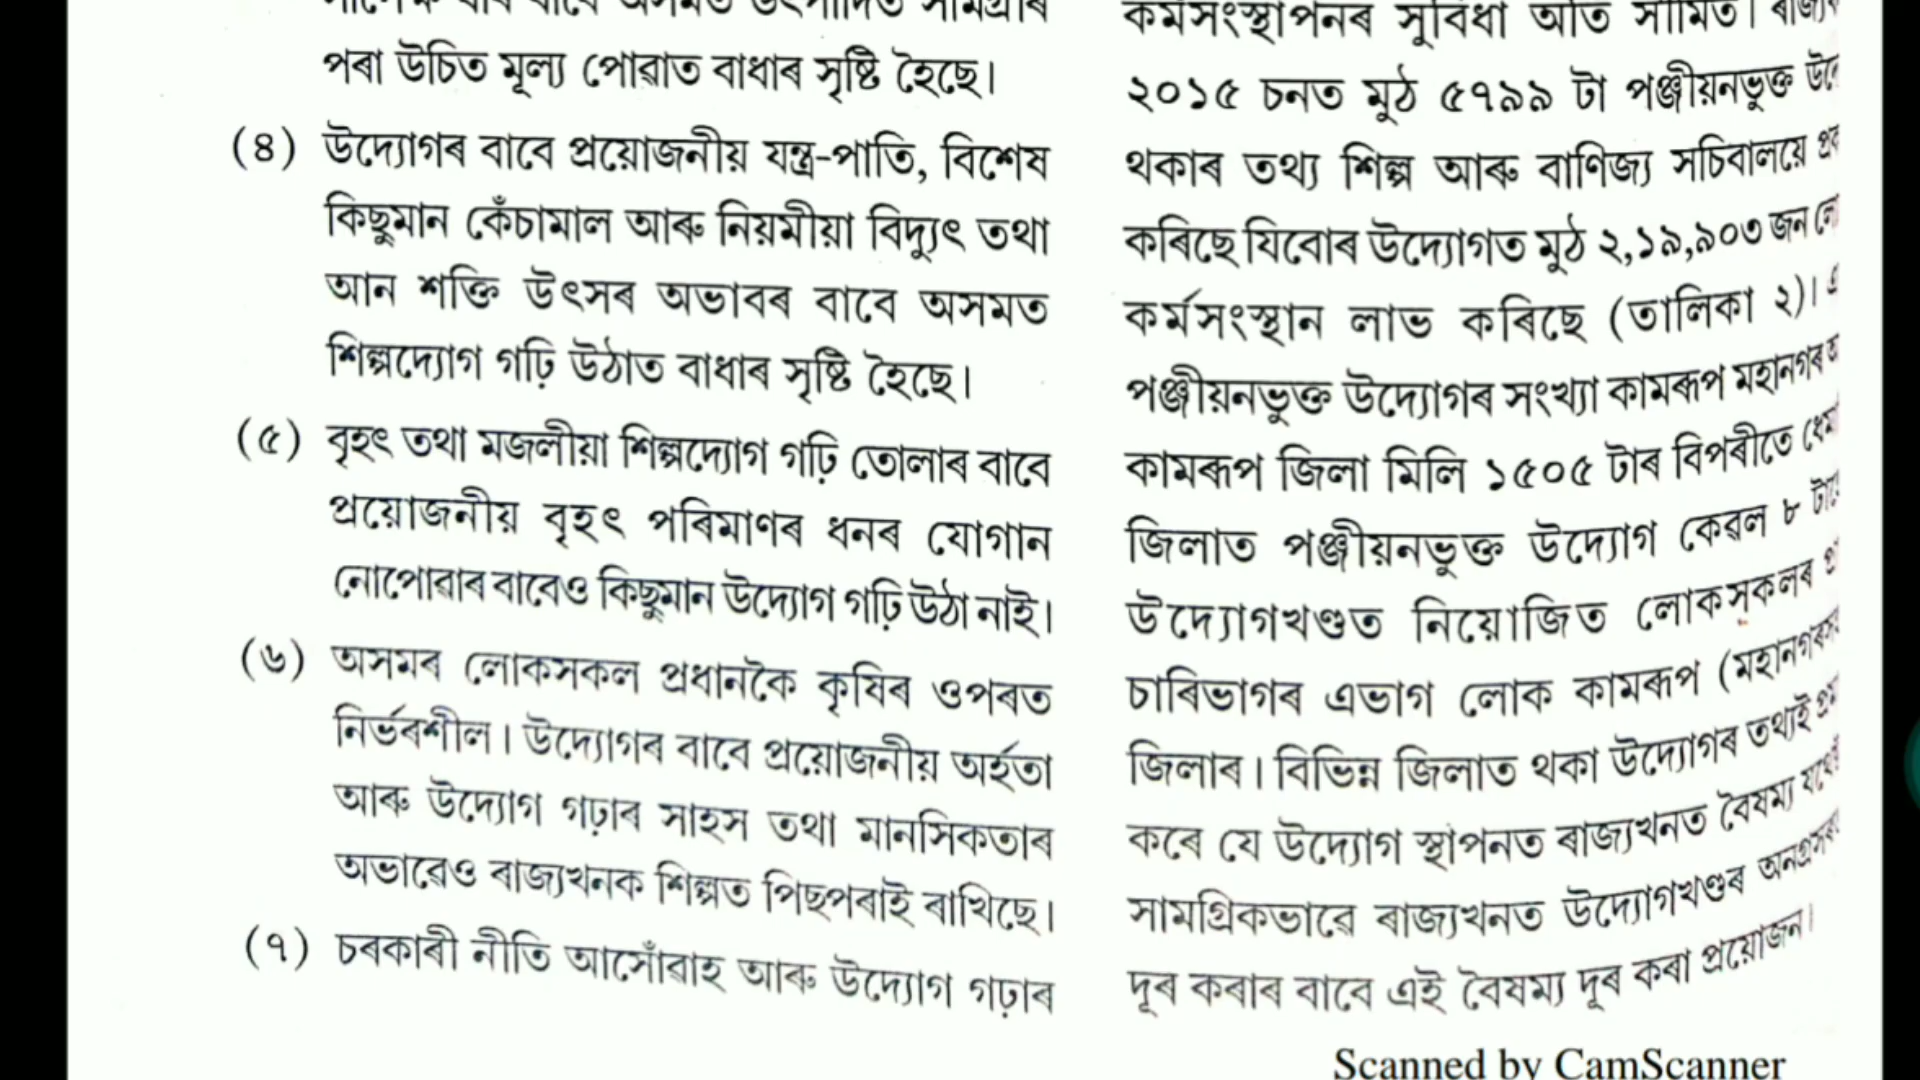 পৰা উচিত মূল্য পোৱাত বাধাৰ সৃষ্টি হৈছে।
(৪) উদ্যোগৰ বাবে প্ৰয়োজনীয় যন্ত্ৰ-পাতি, বিশেষ
কিছুমান কেঁচামাল আৰু নিয়মীয়া বিদ্যুৎ তথা
আন শক্তি উৎসৰ অভাবৰ বাবে অসমত
শিল্পদ্যোগ গঢ়ি উঠাত বাধাৰ সৃষ্টি হৈছে।
(৫) বৃহৎ তথা মজলীয়া শিল্পদ্যোগ গঢ়ি তোলাৰ বাবে
প্ৰয়োজনীয় বৃহৎ পৰিমাণৰ ধনৰ যোগান
নোপোৱাৰ বাবেও কিছুমান উদ্যোগ গঢ়ি উঠা নাই।
(৬) অসমৰ লোকসকল প্ৰধানকৈ কৃষিৰ ওপৰত
নিৰ্ভৰশীল। উদ্যোগৰ বাবে প্ৰয়োজনীয় অৰ্হতা
আৰু উদ্যোগ গঢ়াৰ সাহস তথা মানসিকতাৰ
অভাৱেও ৰাজ্যখনক শিল্পত পিছপৰাই ৰাখিছে।
(৭) চৰকাৰী নীতি আসোঁৱাহ আৰু উদ্যোগ গঢ়াৰ
কৰ্মসংস্থাপনৰ সুবিধা অতি সীমিত।
২০১৫ চনত মুঠ ৫৭৯৯ টা পঞ্জীয়নভুক্ত
থকাৰ তথ্য শিল্প আৰু বাণিজ্য সচিবালয়ে
কৰিছে যিবোৰ উদ্যোগত মুঠ ২,১৯,৯০৩ জন
কৰ্মসংস্থান লাভ কৰিছে (তালিকা ২)।
পঞ্জীয়নভুক্ত উদ্যোগৰ সংখ্যা কামৰূপ মহানগৰ
কামৰূপ জিলা মিলি ১৫০৫ টাৰ বিপৰীতে
জিলাত পঞ্জীয়নভুক্ত উদ্যোগ কেৱল ৮
উদ্যোগখণ্ডত নিয়োজিত লোকসকলৰ
চাৰিভাগৰ এভাগ লোক কামৰূপ
জিলাৰ। বিভিন্ন জিলাত থকা উদ্যোগৰ তথ্যই
কৰে যে উদ্যোগ স্থাপনত ৰাজ্যখনত বৈষম্য
সামগ্ৰিকভাৱে ৰাজ্যখনত উদ্যোগখণ্ডৰ
দূৰ কৰাৰ বাবে এই বৈষম্য দূৰ কৰা প্ৰয়োজন।
Scanned by CamScanner